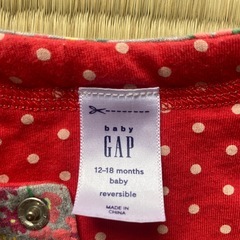 baby
GAP
12-18 months
baby
reversible
MADE IN
CHINA